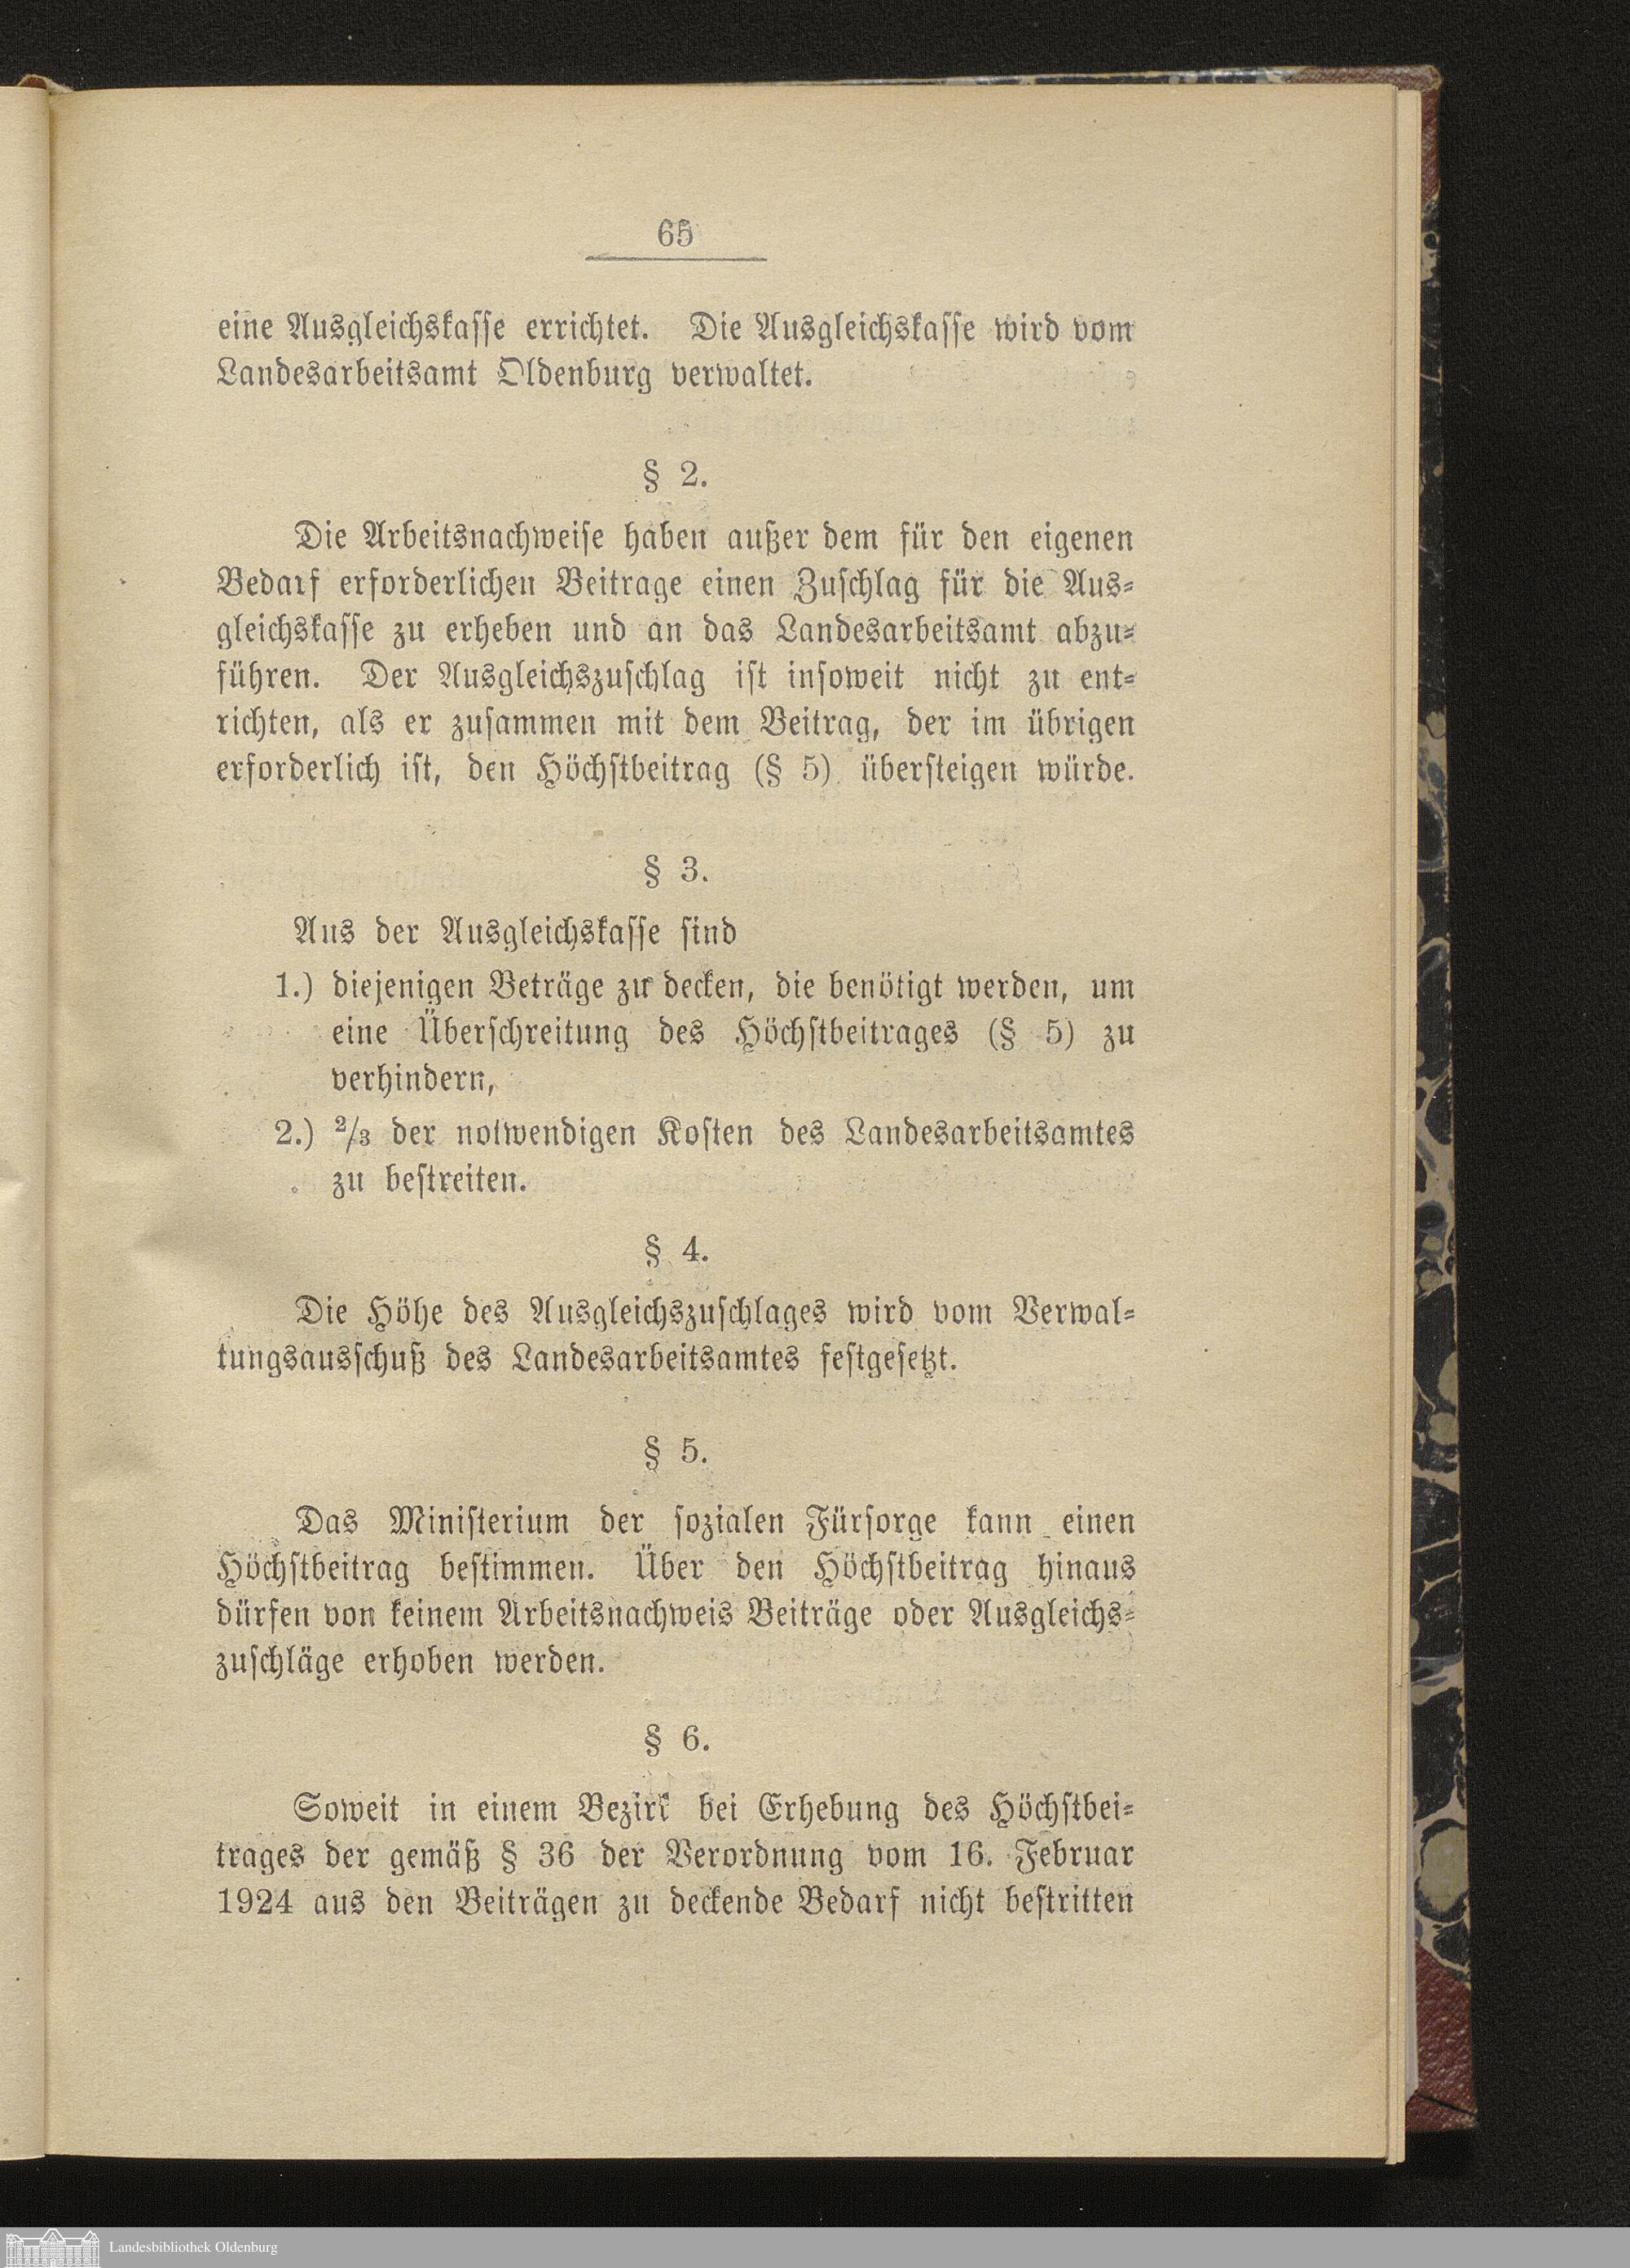 65
eine Ausgleichskasse errichtet. Die Ausgleichskasse wird vom
Landesarbeitsamt Oldenburg verwaltet.
§ 2.
Die Arbeitsnachweise haben außer dem für den eigenen
Bedarf erforderlichen Beitrage einen Zuschlag für die Aus-
gleichskasse zu erheben und an das Landesarbeitsamt abzu-
führen. Der Ausgleichszuschlag ist insoweit nicht zu ent-
richten, als er zusammen mit dem Beitrag, der im übrigen
erforderlich ist, den Höchstbeitrag (§ 5) übersteigen würde.
§ 3.
Aus der Ausgleichskasse sind
1.) diejenigen Beträge zu decken, die benötigt werden, um
eine Überschreitung des Höchstbeitrages (§ 5) zu
verhindern,
2.) 2/3 der notwendigen Kosten des Landesarbeitsamtes
zu bestreiten.
§ 4.
Die Höhe des Ausgleichszuschlages wird vom Verwal-
tungsausschuß des Landesarbeitsamtes festgesetzt.
§ 5.
Das Ministerium der sozialen Fürsorge kann einen
Höchstbeitrag bestimmen. Über den Höchstbeitrag hinaus
dürfen von keinem Arbeitsnachweis Beiträge oder Ausgleichs-
zuschläge erhoben werden.
§ 6.
Soweit in einem Bezirk bei Erhebung des Höchstbei-
trages der gemäß § 36 der Verordnung vom 16. Februar
1924 aus den Beiträgen zu deckende Bedarf nicht bestritten
Landesbibliothek Oldenburg